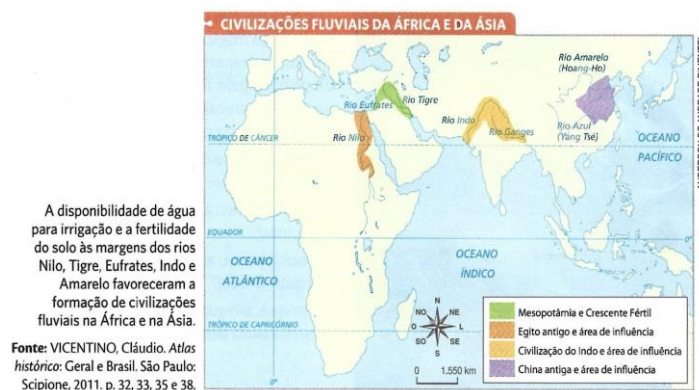 CIVILIZAÇÕES FLUVIAIS DA ÁFRICA E DA ÁSIA
Rio Amarelo
(Hoang-Ho)
Rio Eufrates
Rio Tigre
Rio Indo
Rio Ganges
Rio Azul
(Yang Tsé)
Rio Nilo
TRÓPICO DE CÂNCER
OCEANO
PACÍFICO
EQUADOR
0°
OCEANO
ATLÂNTICO
OCEANO
ÍNDICO
TRÓPICO DE CAPRICÓRNIO
0°
N
NO
NE
O
L
SO
SE
S
0
1.550 km
Mesopotâmia e Crescente Fértil
Egito antigo e área de influência
Civilização do Indo e área de influência
China antiga e área de influência
A disponibilidade de água
para irrigação e a fertilidade
do solo às margens dos rios
Nilo, Tigre, Eufrates, Indo e
Amarelo favoreceram a
formação de civilizações
fluviais na África e na Ásia.
Fonte: VICENTINO, Cláudio. Atlas
histórico: Geral e Brasil. São Paulo:
Scipione, 2011. p. 32, 33, 35 e 38.